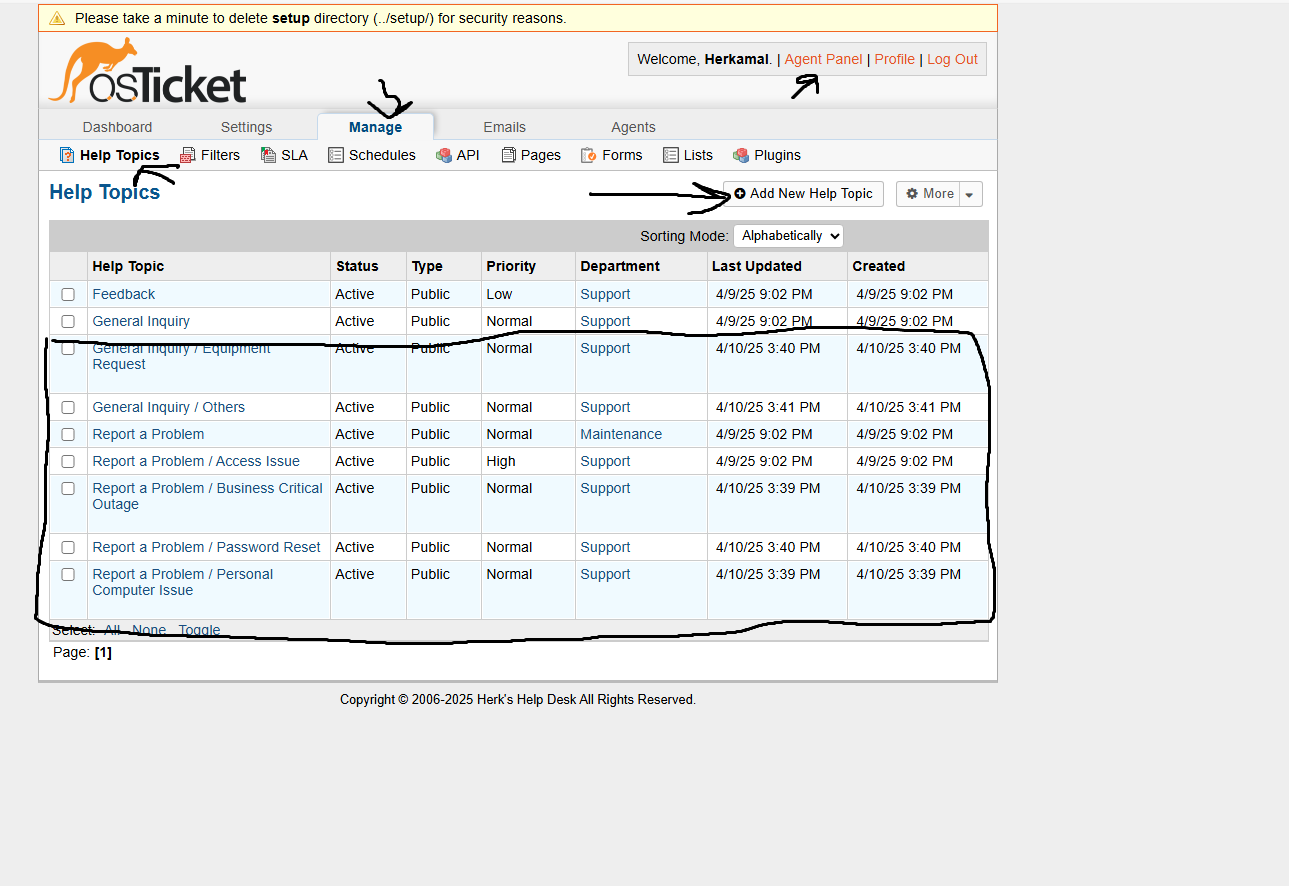 Please take a minute to delete setup directory (../setup/) for security reasons.
osTicket
Welcome, Herkamal. | Agent Panel | Profile | Log Out
Dashboard Settings Manage Emails Agents
Help Topics Filters SLA Schedules API Pages Forms Lists Plugins
Help Topics Add New Help Topic More
Sorting Mode: Alphabetically
Help Topic Status Type Priority Department Last Updated Created
Feedback Active Public Low Support 4/9/25 9:02 PM 4/9/25 9:02 PM
General Inquiry Active Public Normal Support 4/9/25 9:02 PM 4/9/25 9:02 PM
General Inquiry / Equipment Active Public Normal Support 4/10/25 3:40 PM 4/10/25 3:40 PM
Request
General Inquiry / Others Active Public Normal Support 4/10/25 3:41 PM 4/10/25 3:41 PM
Report a Problem Active Public Normal Maintenance 4/9/25 9:02 PM 4/9/25 9:02 PM
Report a Problem / Access Issue Active Public High Support 4/9/25 9:02 PM 4/9/25 9:02 PM
Report a Problem / Business Critical Active Public Normal Support 4/10/25 3:39 PM 4/10/25 3:39 PM
Outage
Report a Problem / Password Reset Active Public Normal Support 4/10/25 3:40 PM 4/10/25 3:40 PM
Report a Problem / Personal Active Public Normal Support 4/10/25 3:39 PM 4/10/25 3:39 PM
Computer Issue
Select: All None Toggle
Page: [1]
Copyright © 2006-2025 Herk's Help Desk All Rights Reserved.